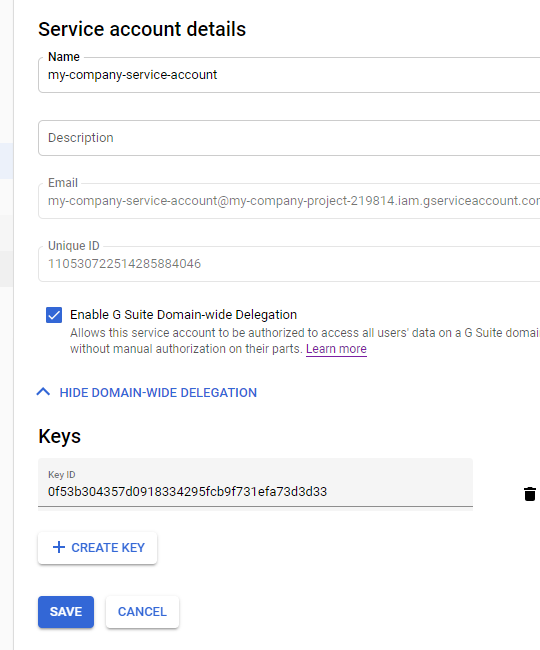 Service account details
Name
my-company-service-account
Description
Email
my-company-service-account@my-company-project-219814.iam.gserviceaccount.cor
Unique ID
110530722514285884046
Enable G Suite Domain-wide Delegation
Allows this service account to be authorized to access all users' data on a G Suite domai
without manual authorization on their parts. Learn more
HIDE DOMAIN-WIDE DELEGATION
Keys
Key ID
0f53b304357d0918334295fcb9f731efa73d3d33
CREATE KEY
SAVE CANCEL